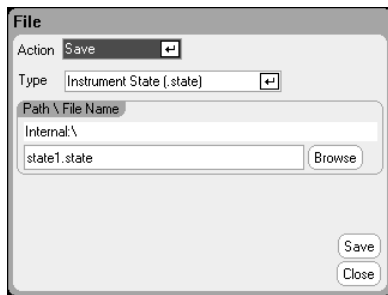 File
Action Save
Type Instrument State (.state)
Path \ File Name
Internal:\
state1.state Browse
Save
Close